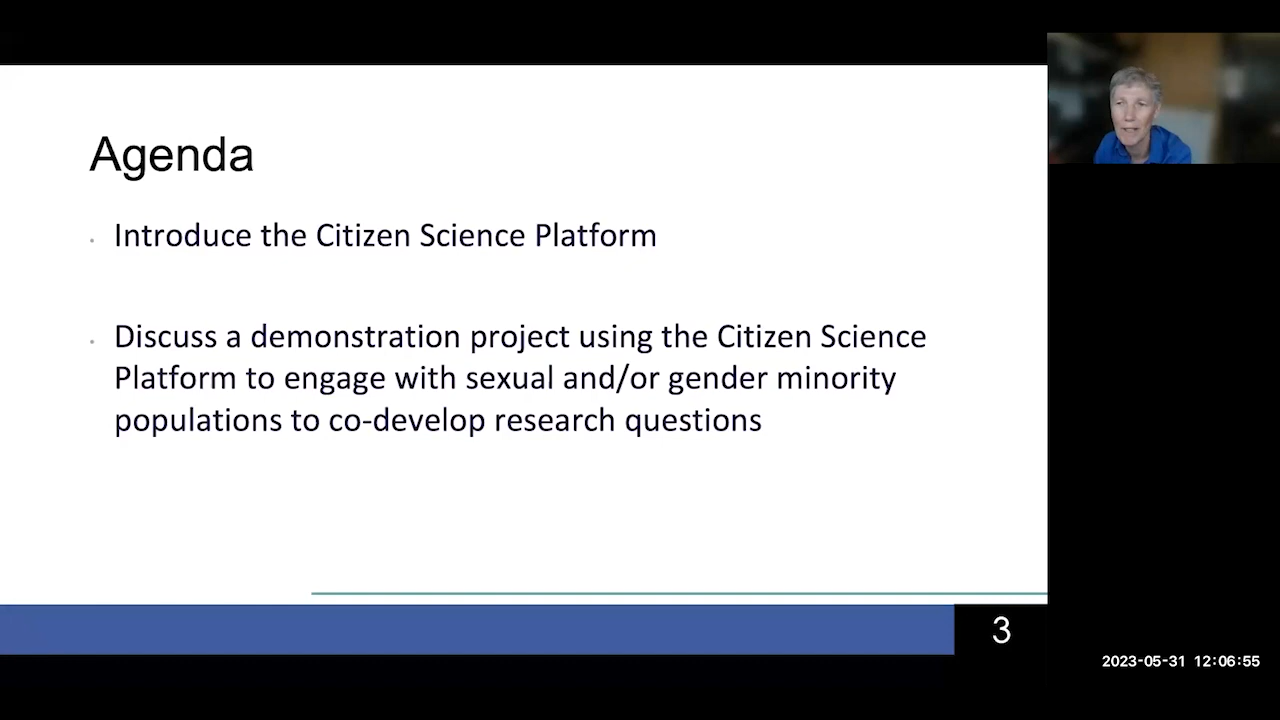 Agenda
Introduce the Citizen Science Platform
Discuss a demonstration project using the Citizen Science
Platform to engage with sexual and/or gender minority
populations to co-develop research questions
3
2023-05-31 12:06:55